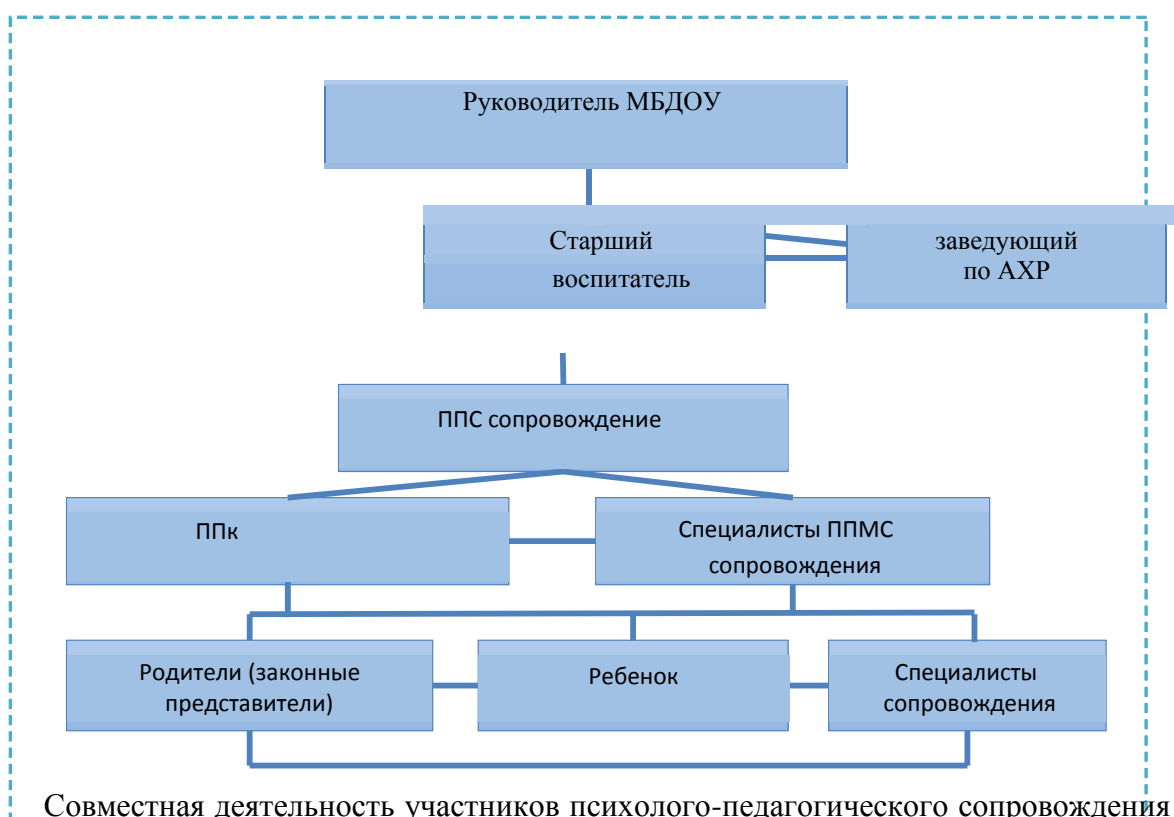 Руководитель МБДОУ
Старший
воспитатель
заведующий
по АХР
ППС сопровождение
ППк
Специалисты ППМС
сопровождения
Родители (законные
представители)
Ребенок
Специалисты
сопровождения
Совместная деятельность участников психолого-педагогического сопровождения